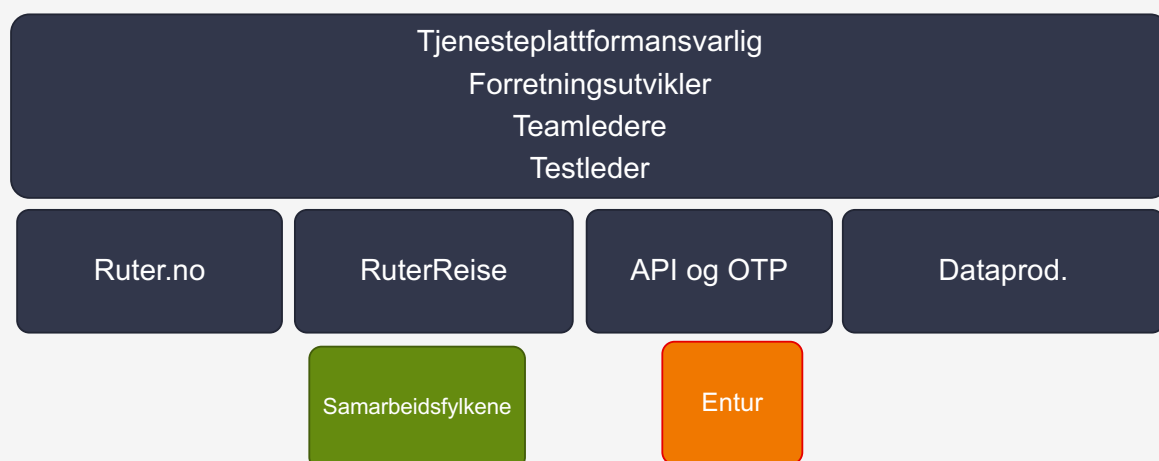 Tjenesteplattformansvarlig
Forretningsutvikler
Teamledere
Testleder
Ruter.no
RuterReise
API og OTP
Dataprod.
Samarbeidsfylkene
Entur